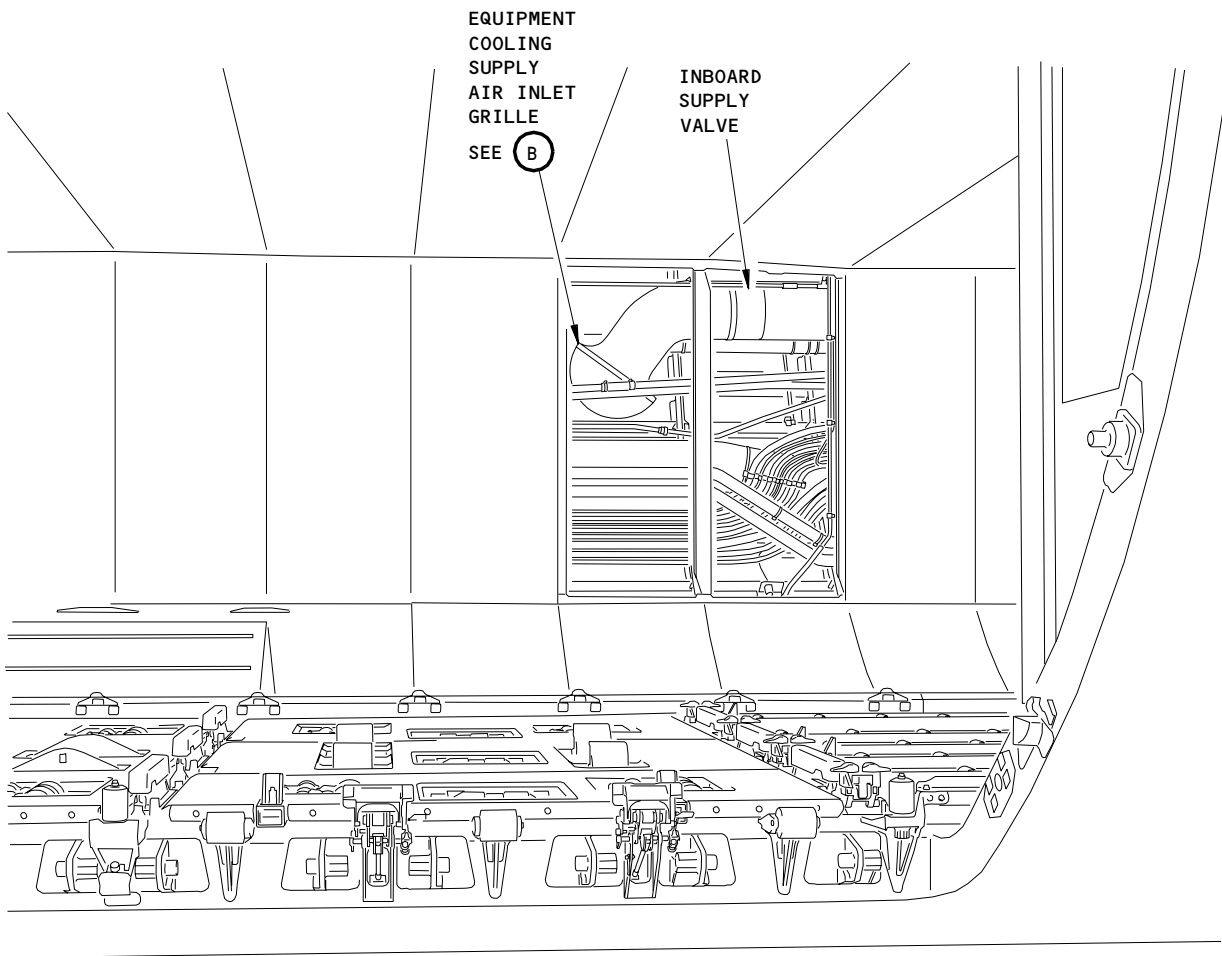 EQUIPMENT
COOLING
SUPPLY
AIR INLET
GRILLE
SEE B
INBOARD
SUPPLY
VALVE